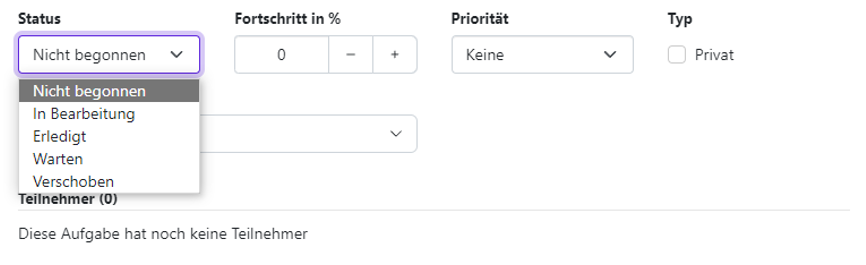 Status Fortschritt in % Priorität Typ
Nicht begonnen 0 − + Keine Privat
Nicht begonnen
In Bearbeitung
Erledigt
Warten
Verschoben
Teilnehmer (0)
Diese Aufgabe hat noch keine Teilnehmer